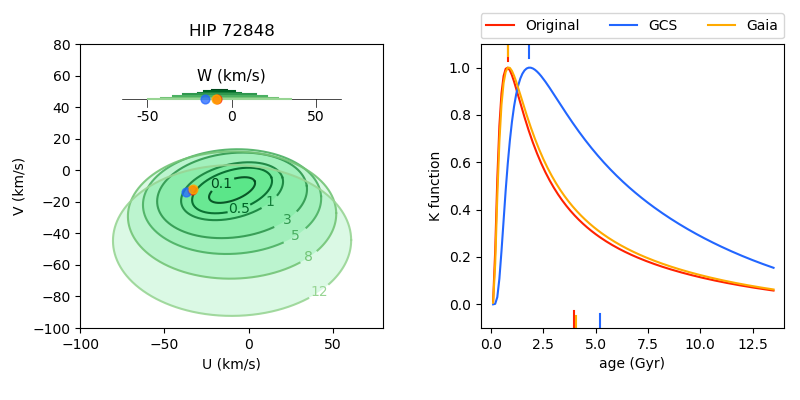 HIP 72848
80
60
40
20
0
−20
−40
−60
−80
−100
V (km/s)
W (km/s)
-50 0 50
0.1
0.5 1
3
5
8
12
−100 −50 0 50
U (km/s)
Original GCS Gaia
1.0
0.8
0.6
0.4
0.2
0.0
K function
0.0 2.5 5.0 7.5 10.0 12.5
age (Gyr)